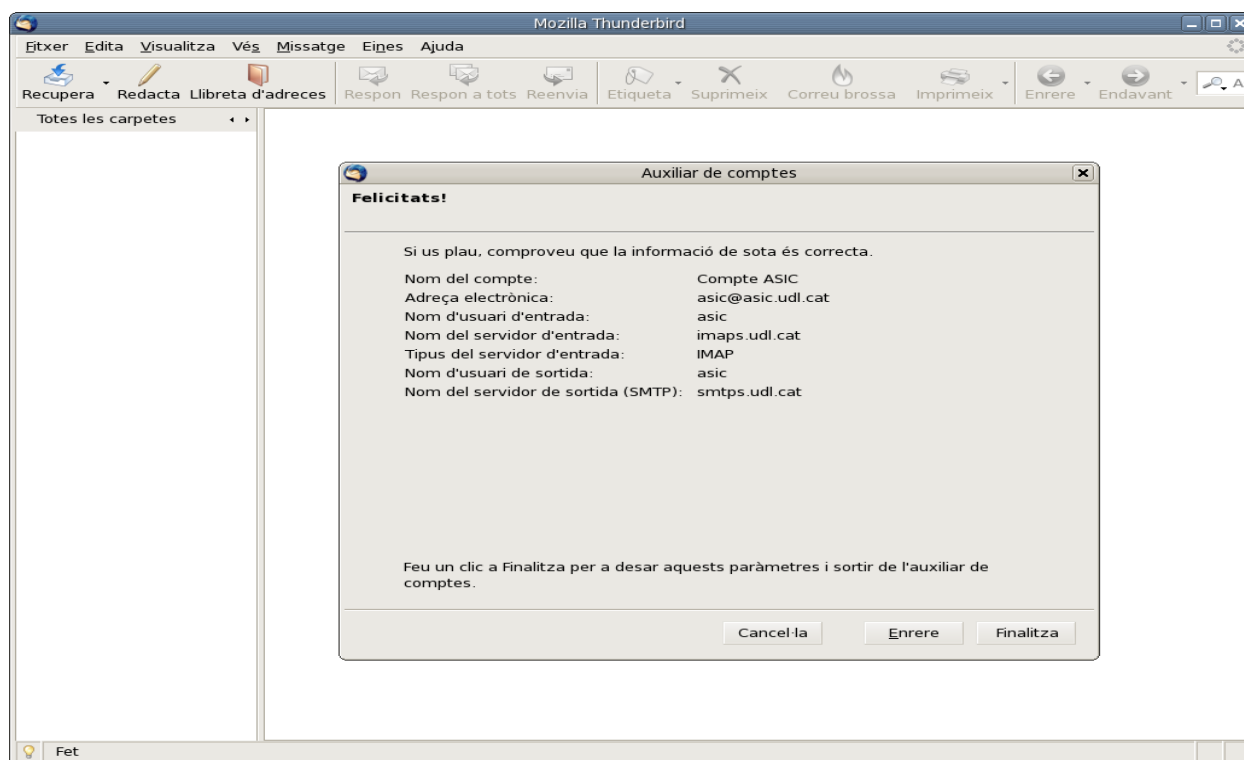 Mozilla Thunderbird
Fitxer Edita Visualitza Vés Missatge Eines Ajuda
Recupera Redacta Llibreta d'adreces Respon Respon a tots Reenvia Etiqueta Suprimeix Correu brossa Imprimeix Enrere Endavant A
Totes les carpetes
Auxiliar de comptes
Felicitats!
Si us plau, comproveu que la informació de sota és correcta.
Nom del compte: Compte ASIC
Adreça electrònica: asic@asic.udl.cat
Nom d'usuari d'entrada: asic
Nom del servidor d'entrada: imaps.udl.cat
Tipus del servidor d'entrada: IMAP
Nom d'usuari de sortida: asic
Nom del servidor de sortida (SMTP): smtps.udl.cat
Feu un clic a Finalitza per a desar aquests paràmetres i sortir de l'auxiliar de
comptes.
Cancel·la Enrere Finalitza
Fet